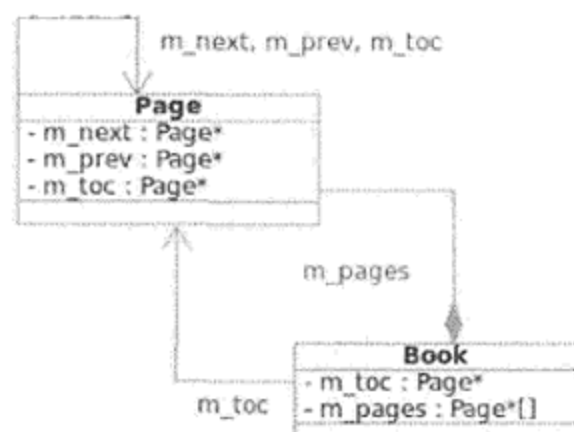 m_next, m_prev, m_toc
Page
- m_next : Page*
- m_prev : Page*
- m_toc : Page*
m_pages
Book
m_toc
- m_toc : Page*
- m_pages : Page*[]